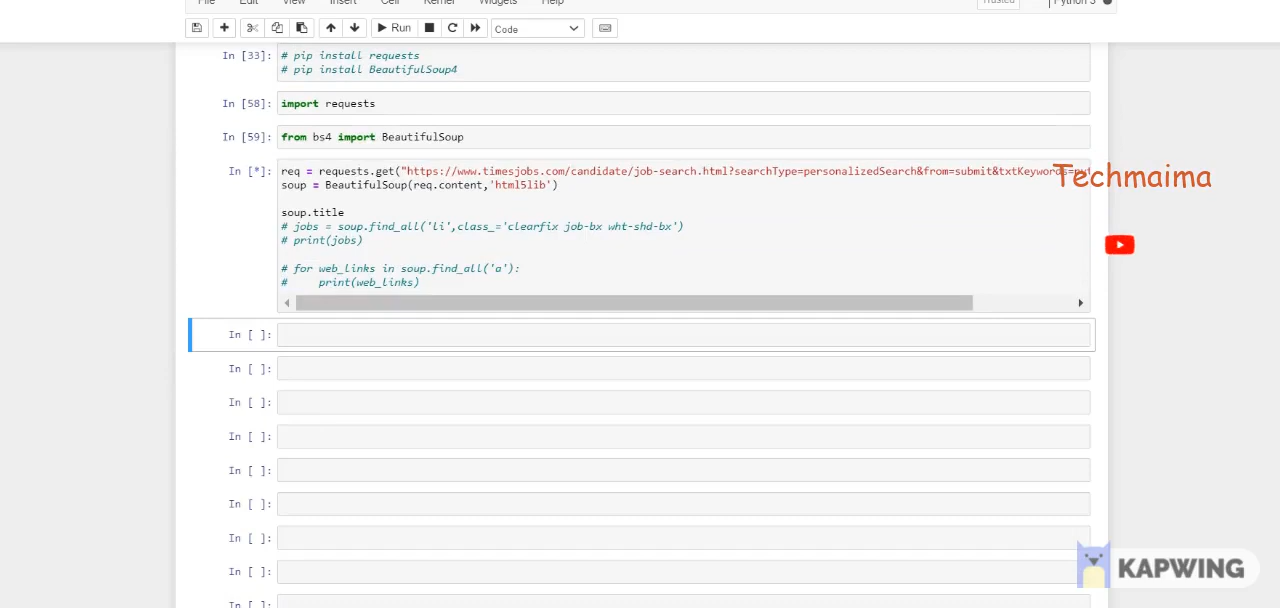 File Edit View Insert Cell Kernel Widgets Help Trusted Python 3
Run Code
In [33]: # pip install requests
# pip install BeautifulSoup4
In [58]: import requests
In [59]: from bs4 import BeautifulSoup
In [*]: req = requests.get("https://www.timesjobs.com/candidate/job-search.html?searchType=personalizedSearch&from=submit&txtKeywords=
Techmaima
soup = BeautifulSoup(req.content,'html5lib')
soup.title
# jobs = soup.find_all('li',class_='clearfix job-bx wht-shd-bx')
# print(jobs)
# for web_links in soup.find_all('a'):
#     print(web_links)
In [ ]:
In [ ]:
In [ ]:
In [ ]:
In [ ]:
In [ ]:
In [ ]:
In [ ]:
KAPWING
In [ ]: